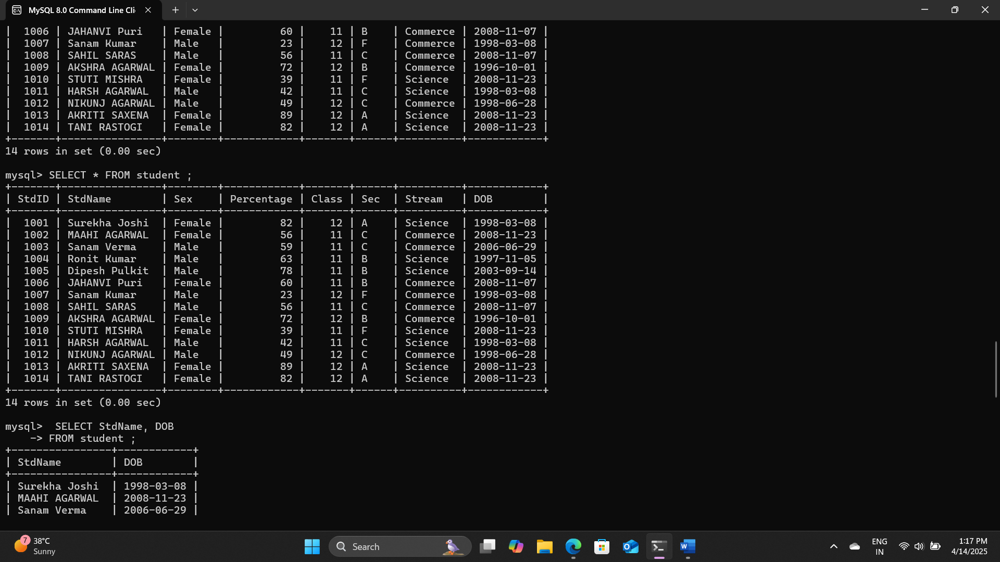 MySQL 8.0 Command Line Cli
|  1006 | JAHANVI Puri   | Female |         60 |    11 | B    | Commerce | 2008-11-07 |
|  1007 | Sanam Kumar    | Male   |         23 |    12 | F    | Commerce | 1998-03-08 |
|  1008 | SAHIL SARAS    | Male   |         56 |    11 | C    | Commerce | 2008-11-07 |
|  1009 | AKSHRA AGARWAL | Female |         72 |    12 | B    | Commerce | 1996-10-01 |
|  1010 | STUTI MISHRA   | Female |         39 |    11 | F    | Science  | 2008-11-23 |
|  1011 | HARSH AGARWAL  | Male   |         42 |    11 | C    | Science  | 1998-03-08 |
|  1012 | NIKUNJ AGARWAL | Male   |         49 |    12 | C    | Commerce | 1998-06-28 |
|  1013 | AKRITI SAXENA  | Female |         89 |    12 | A    | Science  | 2008-11-23 |
|  1014 | TANI RASTOGI   | Female |         82 |    12 | A    | Science  | 2008-11-23 |
+-------+----------------+--------+------------+-------+------+----------+------------+
14 rows in set (0.00 sec)
mysql> SELECT * FROM student ;
+-------+----------------+--------+------------+-------+------+----------+------------+
| StdID | StdName        | Sex    | Percentage | Class | Sec  | Stream   | DOB        |
+-------+----------------+--------+------------+-------+------+----------+------------+
|  1001 | Surekha Joshi  | Female |         82 |    12 | A    | Science  | 1998-03-08 |
|  1002 | MAAHI AGARWAL  | Female |         56 |    11 | C    | Commerce | 2008-11-23 |
|  1003 | Sanam Verma    | Male   |         59 |    11 | C    | Commerce | 2006-06-29 |
|  1004 | Ronit Kumar    | Male   |         63 |    11 | B    | Science  | 1997-11-05 |
|  1005 | Dipesh Pulkit  | Male   |         78 |    11 | B    | Science  | 2003-09-14 |
|  1006 | JAHANVI Puri   | Female |         60 |    11 | B    | Commerce | 2008-11-07 |
|  1007 | Sanam Kumar    | Male   |         23 |    12 | F    | Commerce | 1998-03-08 |
|  1008 | SAHIL SARAS    | Male   |         56 |    11 | C    | Commerce | 2008-11-07 |
|  1009 | AKSHRA AGARWAL | Female |         72 |    12 | B    | Commerce | 1996-10-01 |
|  1010 | STUTI MISHRA   | Female |         39 |    11 | F    | Science  | 2008-11-23 |
|  1011 | HARSH AGARWAL  | Male   |         42 |    11 | C    | Science  | 1998-03-08 |
|  1012 | NIKUNJ AGARWAL | Male   |         49 |    12 | C    | Commerce | 1998-06-28 |
|  1013 | AKRITI SAXENA  | Female |         89 |    12 | A    | Science  | 2008-11-23 |
|  1014 | TANI RASTOGI   | Female |         82 |    12 | A    | Science  | 2008-11-23 |
+-------+----------------+--------+------------+-------+------+----------+------------+
14 rows in set (0.00 sec)
mysql>  SELECT StdName, DOB
    -> FROM student ;
+----------------+------------+
| StdName        | DOB        |
+----------------+------------+
| Surekha Joshi  | 1998-03-08 |
| MAAHI AGARWAL  | 2008-11-23 |
| Sanam Verma    | 2006-06-29 |
7
38°C
Sunny
Search
ENG
IN
1:17 PM
4/14/2025